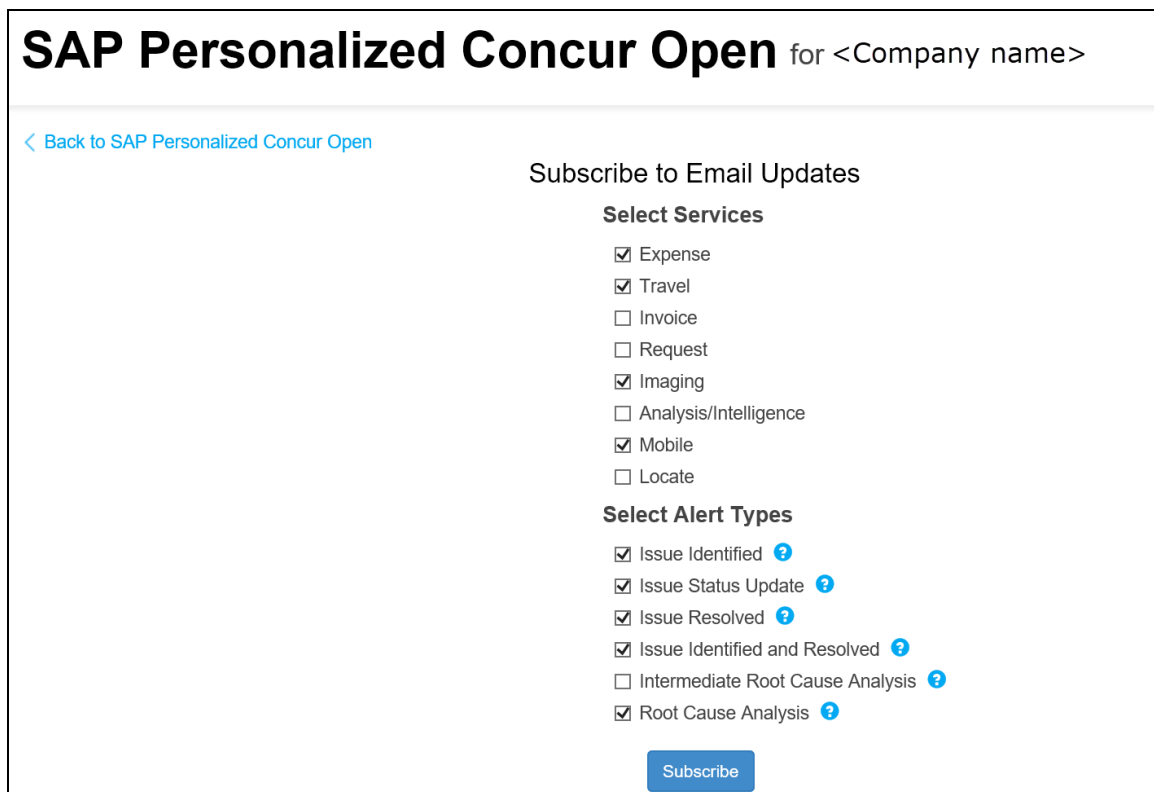 SAP Personalized Concur Open for <Company name>
Back to SAP Personalized Concur Open
Subscribe to Email Updates
Select Services
Expense
Travel
Invoice
Request
Imaging
Analysis/Intelligence
Mobile
Locate
Select Alert Types
Issue Identified ?
Issue Status Update ?
Issue Resolved ?
Issue Identified and Resolved ?
Intermediate Root Cause Analysis ?
Root Cause Analysis ?
Subscribe